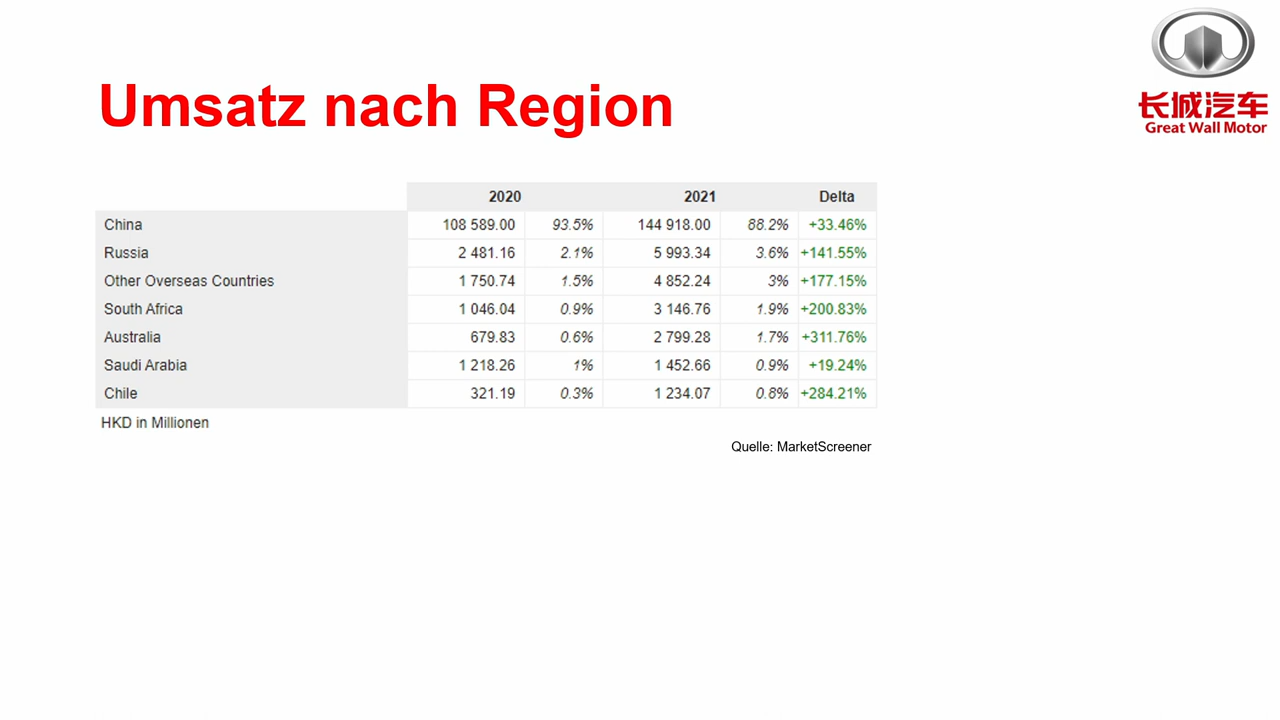 长城汽车
Great Wall Motor
Umsatz nach Region
2020 2021 Delta
China 108 589.00 93.5% 144 918.00 88.2% +33.46%
Russia 2 481.16 2.1% 5 993.34 3.6% +141.55%
Other Overseas Countries 1 750.74 1.5% 4 852.24 3% +177.15%
South Africa 1 046.04 0.9% 3 146.76 1.9% +200.83%
Australia 679.83 0.6% 2 799.28 1.7% +311.76%
Saudi Arabia 1 218.26 1% 1 452.66 0.9% +19.24%
Chile 321.19 0.3% 1 234.07 0.8% +284.21%
HKD in Millionen
Quelle: MarketScreener